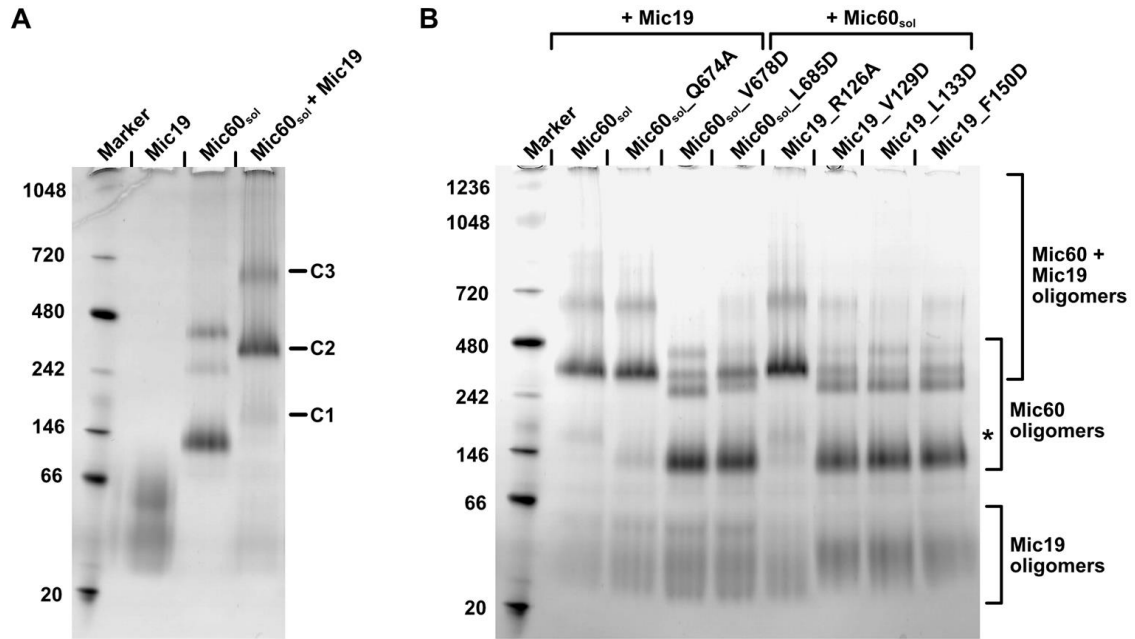 A
Marker
Mic19
Mic60sol
Mic60sol + Mic19
1048
720
480
242
146
66
20
C3
C2
C1
B
+ Mic19
+ Mic60sol
Marker
Mic60sol
Mic60sol_Q674A
Mic60sol_V678D
Mic60sol_L685D
Mic19_R126A
Mic19_V129D
Mic19_L133D
Mic19_F150D
1236
1048
720
480
242
146
66
20
Mic60 +
Mic19
oligomers
Mic60
oligomers
*
Mic19
oligomers